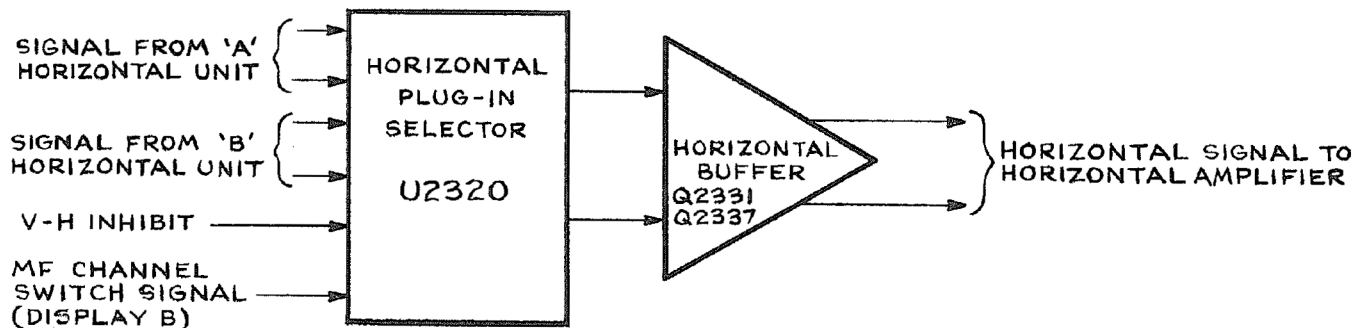 SIGNAL FROM 'A'
HORIZONTAL UNIT
SIGNAL FROM 'B'
HORIZONTAL UNIT
V-H INHIBIT
MF CHANNEL
SWITCH SIGNAL
(DISPLAY B)
HORIZONTAL
PLUG-IN
SELECTOR
U2320
HORIZONTAL
BUFFER
Q2331
Q2337
HORIZONTAL SIGNAL TO
HORIZONTAL AMPLIFIER